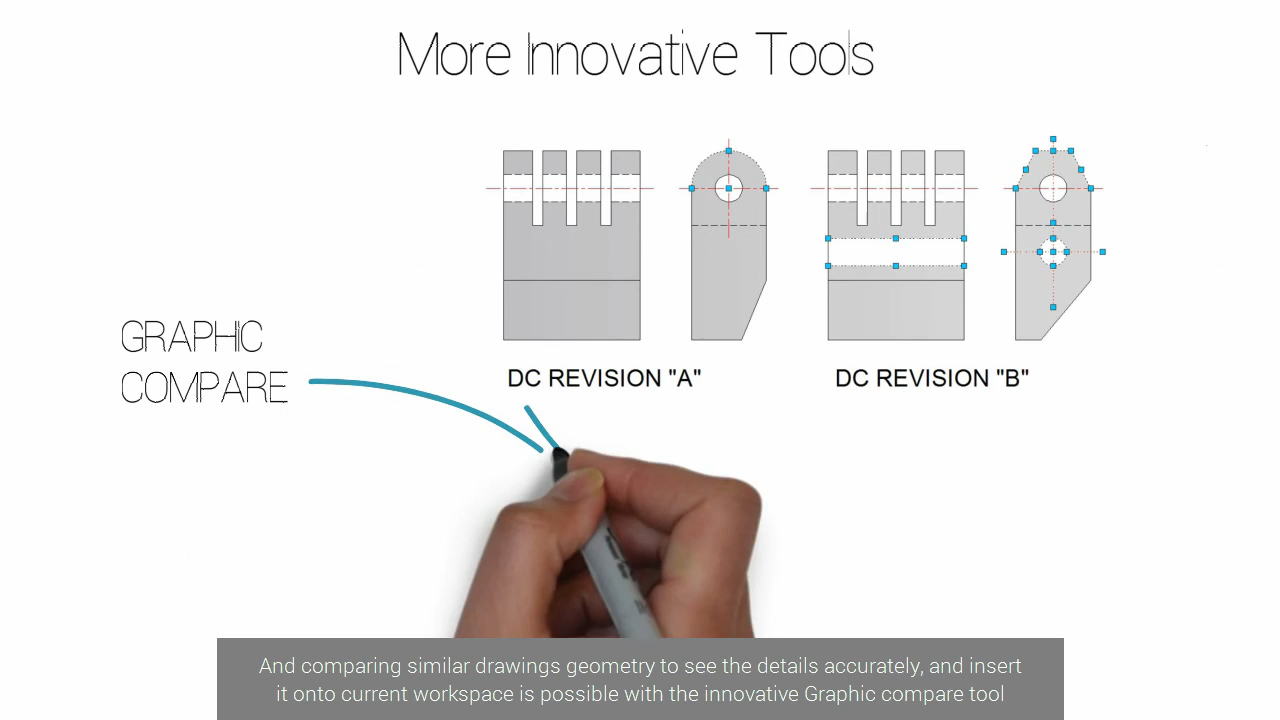 More Innovative Tools
GRAPHIC
COMPARE
DC REVISION "A"
DC REVISION "B"
And comparing similar drawings geometry to see the details accurately, and insert
it onto current workspace is possible with the innovative Graphic compare tool